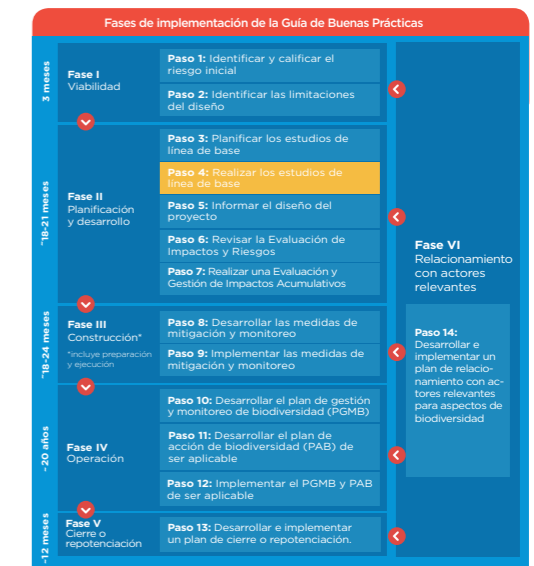 Fases de implementación de la Guía de Buenas Prácticas
3 meses
Fase I
Viabilidad
Paso 1: Identificar y calificar el
riesgo inicial
Paso 2: Identificar las limitaciones
del diseño
~18-21 meses
Fase II
Planificación
y desarrollo
Paso 3: Planificar los estudios de
línea de base
Paso 4: Realizar los estudios de
línea de base
Paso 5: Informar el diseño del
proyecto
Paso 6: Revisar la Evaluación de
Impactos y Riesgos
Paso 7: Realizar una Evaluación y
Gestión de Impactos Acumulativos
~18-24 meses
Fase III
Construcción*
*incluye preparación
y ejecución
Paso 8: Desarrollar las medidas de
mitigación y monitoreo
Paso 9: Implementar las medidas de
mitigación y monitoreo
~20 años
Fase IV
Operación
Paso 10: Desarrollar el plan de gestión
y monitoreo de biodiversidad (PGMB)
Paso 11: Desarrollar el plan de
acción de biodiversidad (PAB) de
ser aplicable
Paso 12: Implementar el PGMB y PAB
de ser aplicable
~12 meses
Fase V
Cierre o
repotenciación
Paso 13: Desarrollar e implementar
un plan de cierre o repotenciación.
Fase VI
Relacionamiento
con actores
relevantes
Paso 14:
Desarrollar e
implementar un
plan de relacio-
namiento con ac-
tores relevantes
para aspectos de
biodiversidad